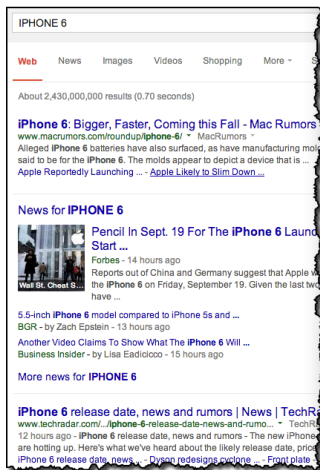 IPHONE 6
Web News Images Videos Shopping More
About 2,430,000,000 results (0.70 seconds)
iPhone 6: Bigger, Faster, Coming this Fall - Mac Rumors
www.macrumors.com/roundup/iphone-6/ MacRumors
Alleged iPhone 6 batteries have also surfaced, as have manufacturing
said to be for the iPhone 6. The molds appear to depict a device that is ...
Apple Reportedly Launching ... - Apple Likely to Slim Down ...
News for IPHONE 6
Pencil In Sept. 19 For The iPhone 6
Start ...
Forbes - 14 hours ago
Reports out of China and Germany suggest that Apple
the iPhone 6 on Friday, September 19. Given the last two
have ...
Wall St. Cheat S...
5.5-inch iPhone 6 model compared to iPhone 5s and ...
BGR - by Zach Epstein - 13 hours ago
Another Video Claims To Show What The iPhone 6 Will ...
Business Insider - by Lisa Eadicicco - 15 hours ago
More news for IPHONE 6
iPhone 6 release date, news and rumors | News |
www.techradar.com/.../iphone-6-release-date-news-and-rumo...
12 hours ago - iPhone 6 release date, news and rumors - The new iPhone
are hotting up. Here's what we've heard about the likely release date,
iPhone 6 release date, news ... - Dyson redesigns cyclone ... - Front plate